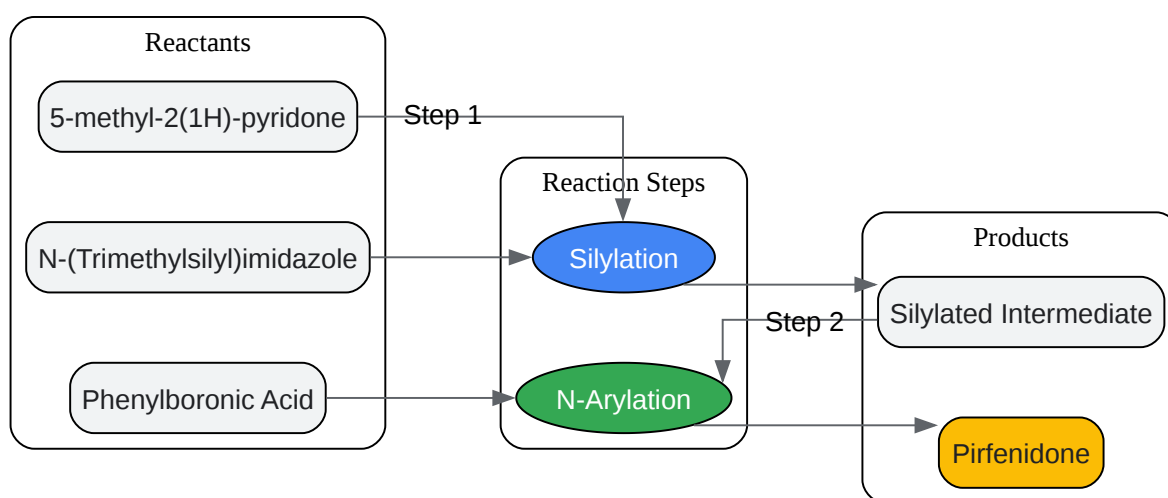 Reactants
5-methyl-2(1H)-pyridone
Step 1
N-(Trimethylsilyl)imidazole
Phenylboronic Acid
Reaction Steps
Silylation
N-Arylation
Step 2
Products
Silylated Intermediate
Pirfenidone